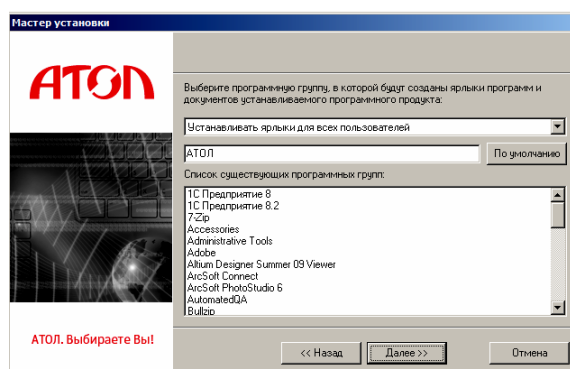 Мастер установки
АТОЛ
Выберите программную группу, в которой будут созданы ярлыки программ и
документов устанавливаемого программного продукта:
Устанавливать ярлыки для всех пользователей
АТОЛ
По умолчанию
Список существующих программных групп:
1С Предприятие 8
1С Предприятие 8.2
7-Zip
Accessories
Administrative Tools
Adobe
Altium Designer Summer 09 Viewer
ArcSoft Connect
ArcSoft PhotoStudio 6
AutomatedQA
Bullzip
АТОЛ. Выбираете Вы!
<< Назад
Далее >>
Отмена